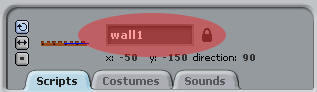 wall1
x: -50 y: -150 direction: 90
Scripts Costumes Sounds